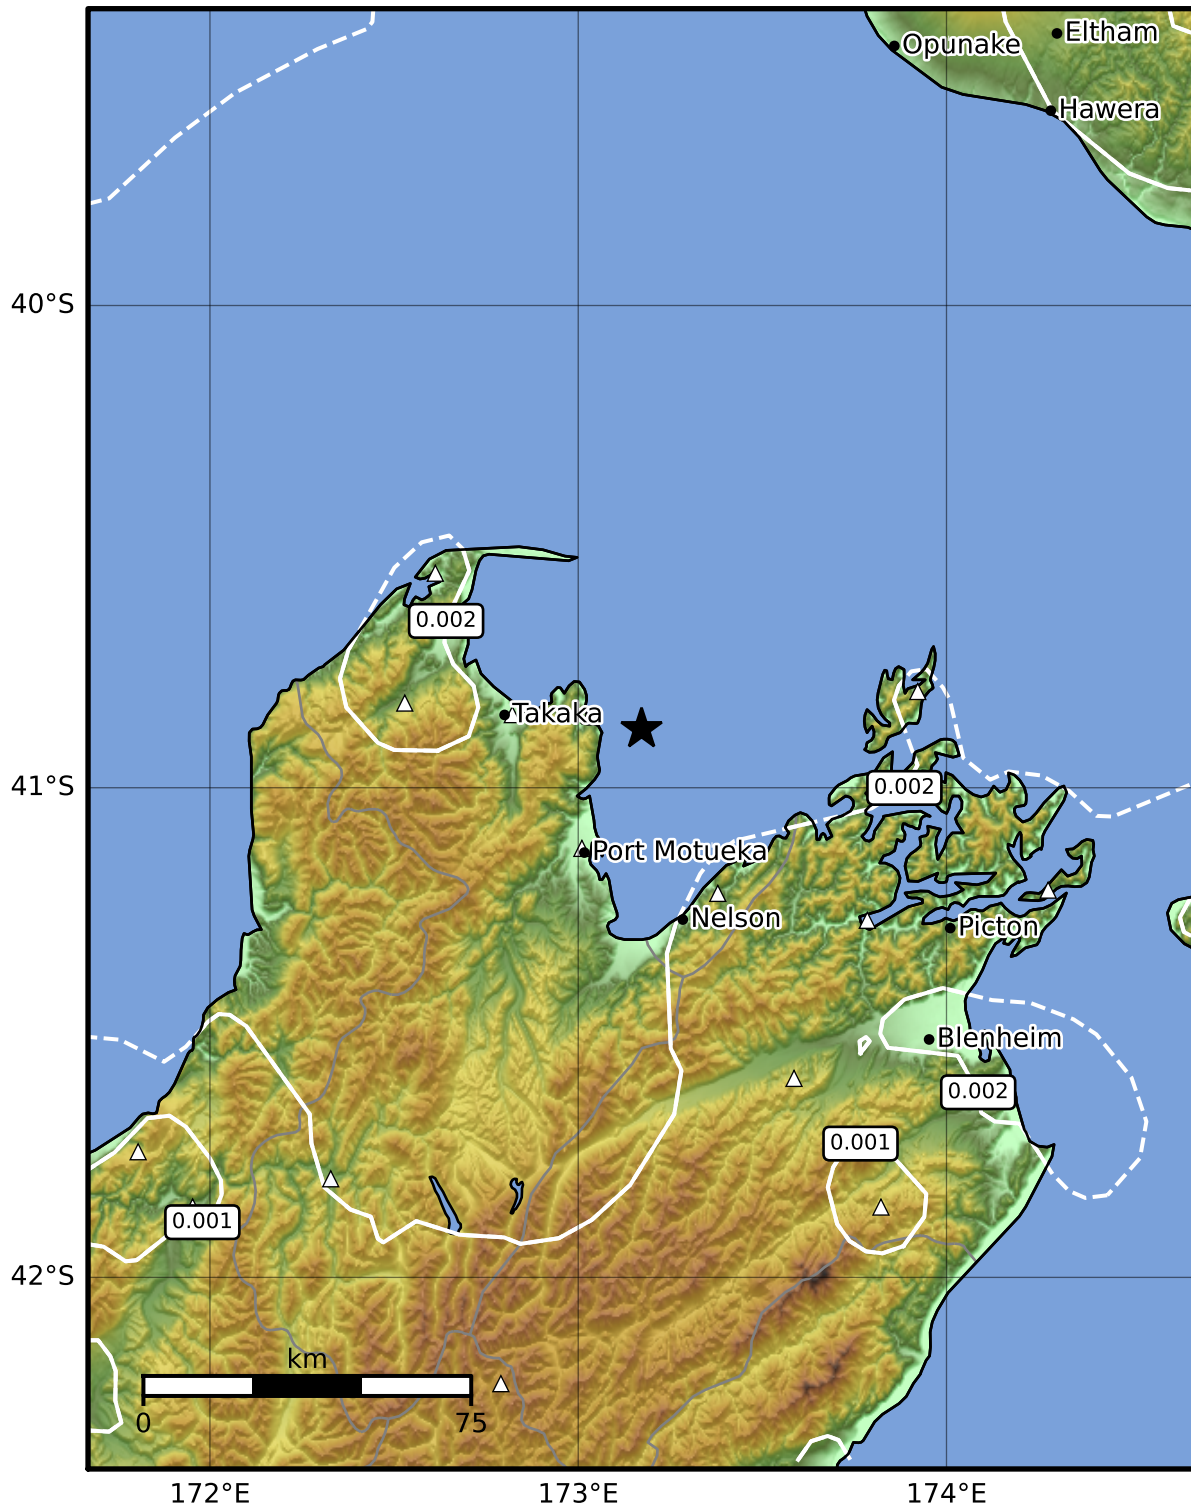 Eltham
Opunake
Hawera
40°S
0.002
Takaka
41°S
0.002
Port Motueka
Nelson
Picton
Blenheim
0.002
0.001
0.001
42°S
km
0
75
172°E
173°E
174°E